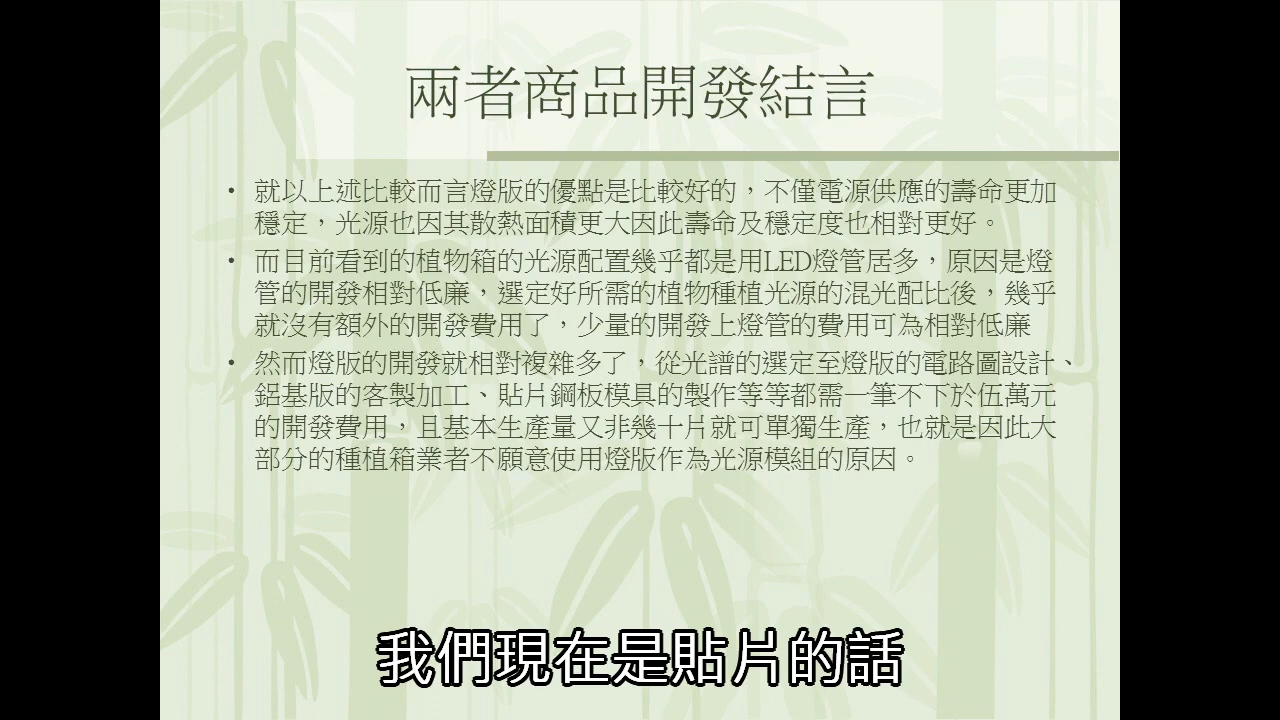 兩者商品開發結言
• 就以上述比較而言燈版的優點是比較好的，不僅電源供應的壽命更加
穩定，光源也因其散熱面積更大因此壽命及穩定度也相對更好。
• 而目前看到的植物箱的光源配置幾乎都是用LED燈管居多，原因是燈
管的開發相對低廉，選定好所需的植物種植光源的混光配比後，幾乎
就沒有額外的開發費用了，少量的開發上燈管的費用可為相對低廉
• 然而燈版的開發就相對複雜多了，從光譜的選定至燈版的電路圖設計、
鋁基版的客製加工、貼片鋼板模具的製作等等都需一筆不下於伍萬元
的開發費用，且基本生產量又非幾十片就可單獨生產，也就是因此大
部分的種植箱業者不願意使用燈版作為光源模組的原因。
我們現在是貼片的話